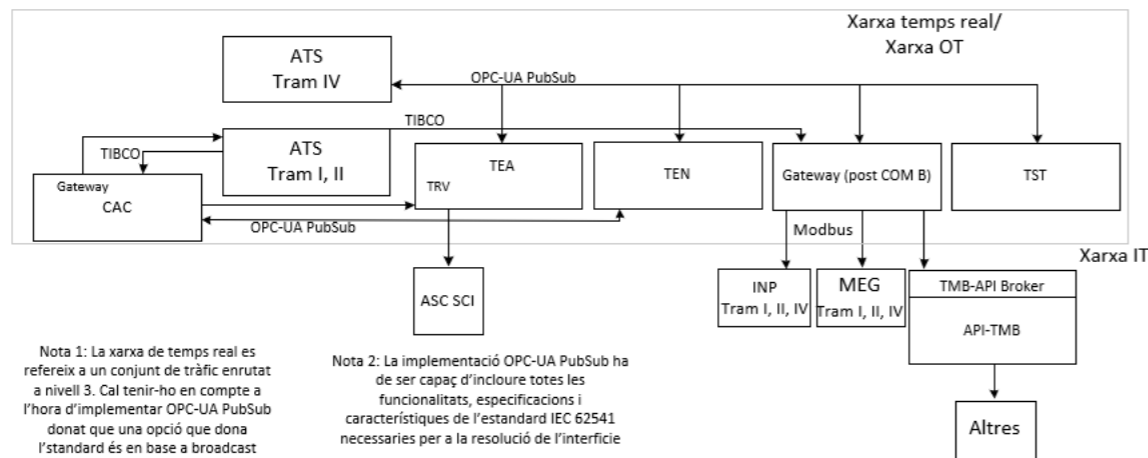 Xarxa temps real/
Xarxa OT
ATS
Tram IV
OPC-UA PubSub
TIBCO
TIBCO
ATS
Tram I, II
Gateway
CAC
TEA
TRV
TEN
Gateway (post COM B)
TST
OPC-UA PubSub
Modbus
Xarxa IT
ASC SCI
INP
Tram I, II, IV
MEG
Tram I, II, IV
TMB-API Broker
API-TMB
Altres
Nota 1: La xarxa de temps real es
refereix a un conjunt de tràfic enrutat
a nivell 3. Cal tenir-ho en compte a
l'hora d'implementar OPC-UA PubSub
donat que una opció que dona
l'standard és en base a broadcast
Nota 2: La implementació OPC-UA PubSub ha
de ser capaç d'incloure totes les
funcionalitats, especificacions i
característiques de l'estandard IEC 62541
necessaries per a la resolució de l'interficie